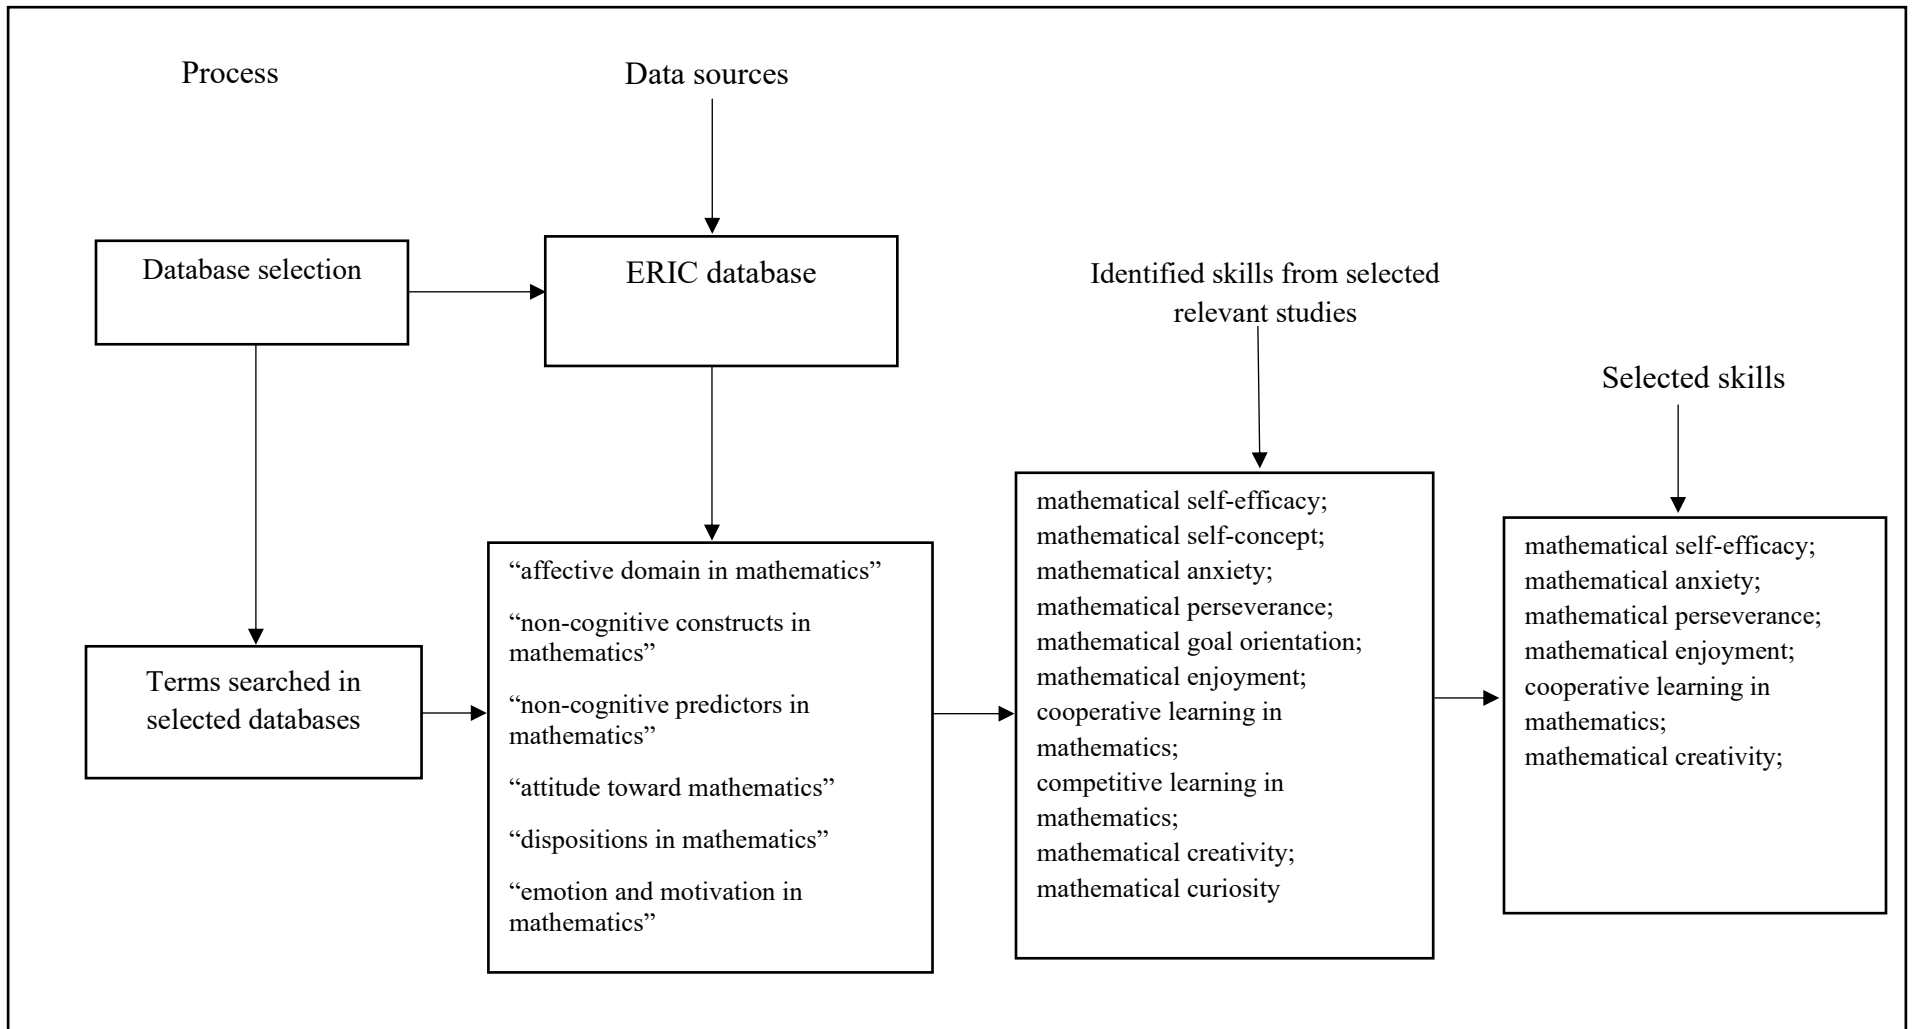 Process
Data sources
Database selection
ERIC database
Identified skills from selected
relevant studies
Selected skills
Terms searched in
selected databases
“affective domain in mathematics”
“non-cognitive constructs in
mathematics”
“non-cognitive predictors in
mathematics”
“attitude toward mathematics”
“dispositions in mathematics”
“emotion and motivation in
mathematics”
mathematical self-efficacy;
mathematical self-concept;
mathematical anxiety;
mathematical perseverance;
mathematical goal orientation;
mathematical enjoyment;
cooperative learning in
mathematics;
competitive learning in
mathematics;
mathematical creativity;
mathematical curiosity
mathematical self-efficacy;
mathematical anxiety;
mathematical perseverance;
mathematical enjoyment;
cooperative learning in
mathematics;
mathematical creativity;